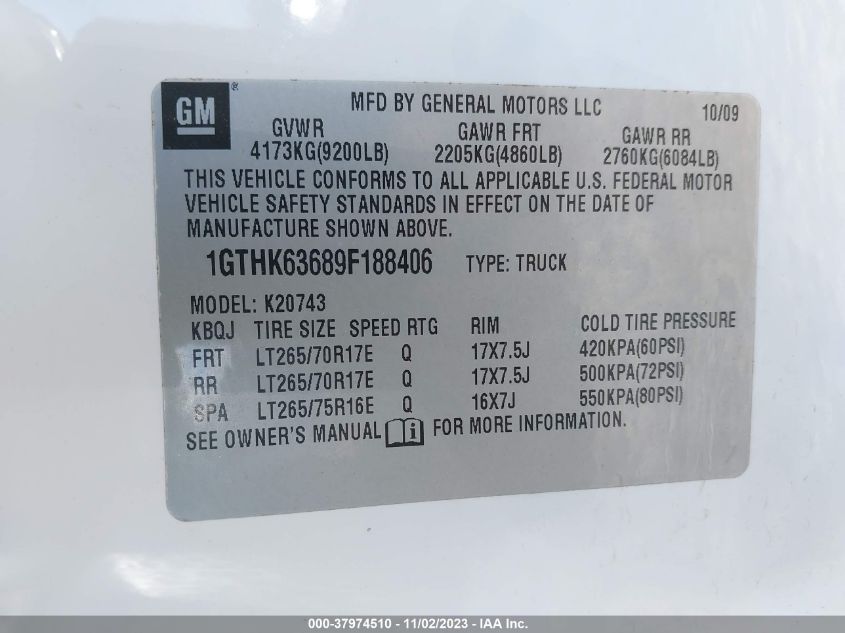 GM® MFD BY GENERAL MOTORS LLC 10/09
GVWR GAWR FRT GAWR RR
4173KG(9200LB) 2205KG(4860LB) 2760KG(6084LB)
THIS VEHICLE CONFORMS TO ALL APPLICABLE U.S. FEDERAL MOTOR
VEHICLE SAFETY STANDARDS IN EFFECT ON THE DATE OF
MANUFACTURE SHOWN ABOVE.
1GTHK63689F188406 TYPE: TRUCK
MODEL: K20743
KBQJ TIRE SIZE SPEED RTG RIM COLD TIRE PRESSURE
FRT LT265/70R17E Q 17X7.5J 420KPA(60PSI)
RR LT265/70R17E Q 17X7.5J 500KPA(72PSI)
SPA LT265/75R16E Q 16X7J 550KPA(80PSI)
SEE OWNER'S MANUAL i FOR MORE INFORMATION.
000-37974510 - 11/02/2023 - IAA Inc.